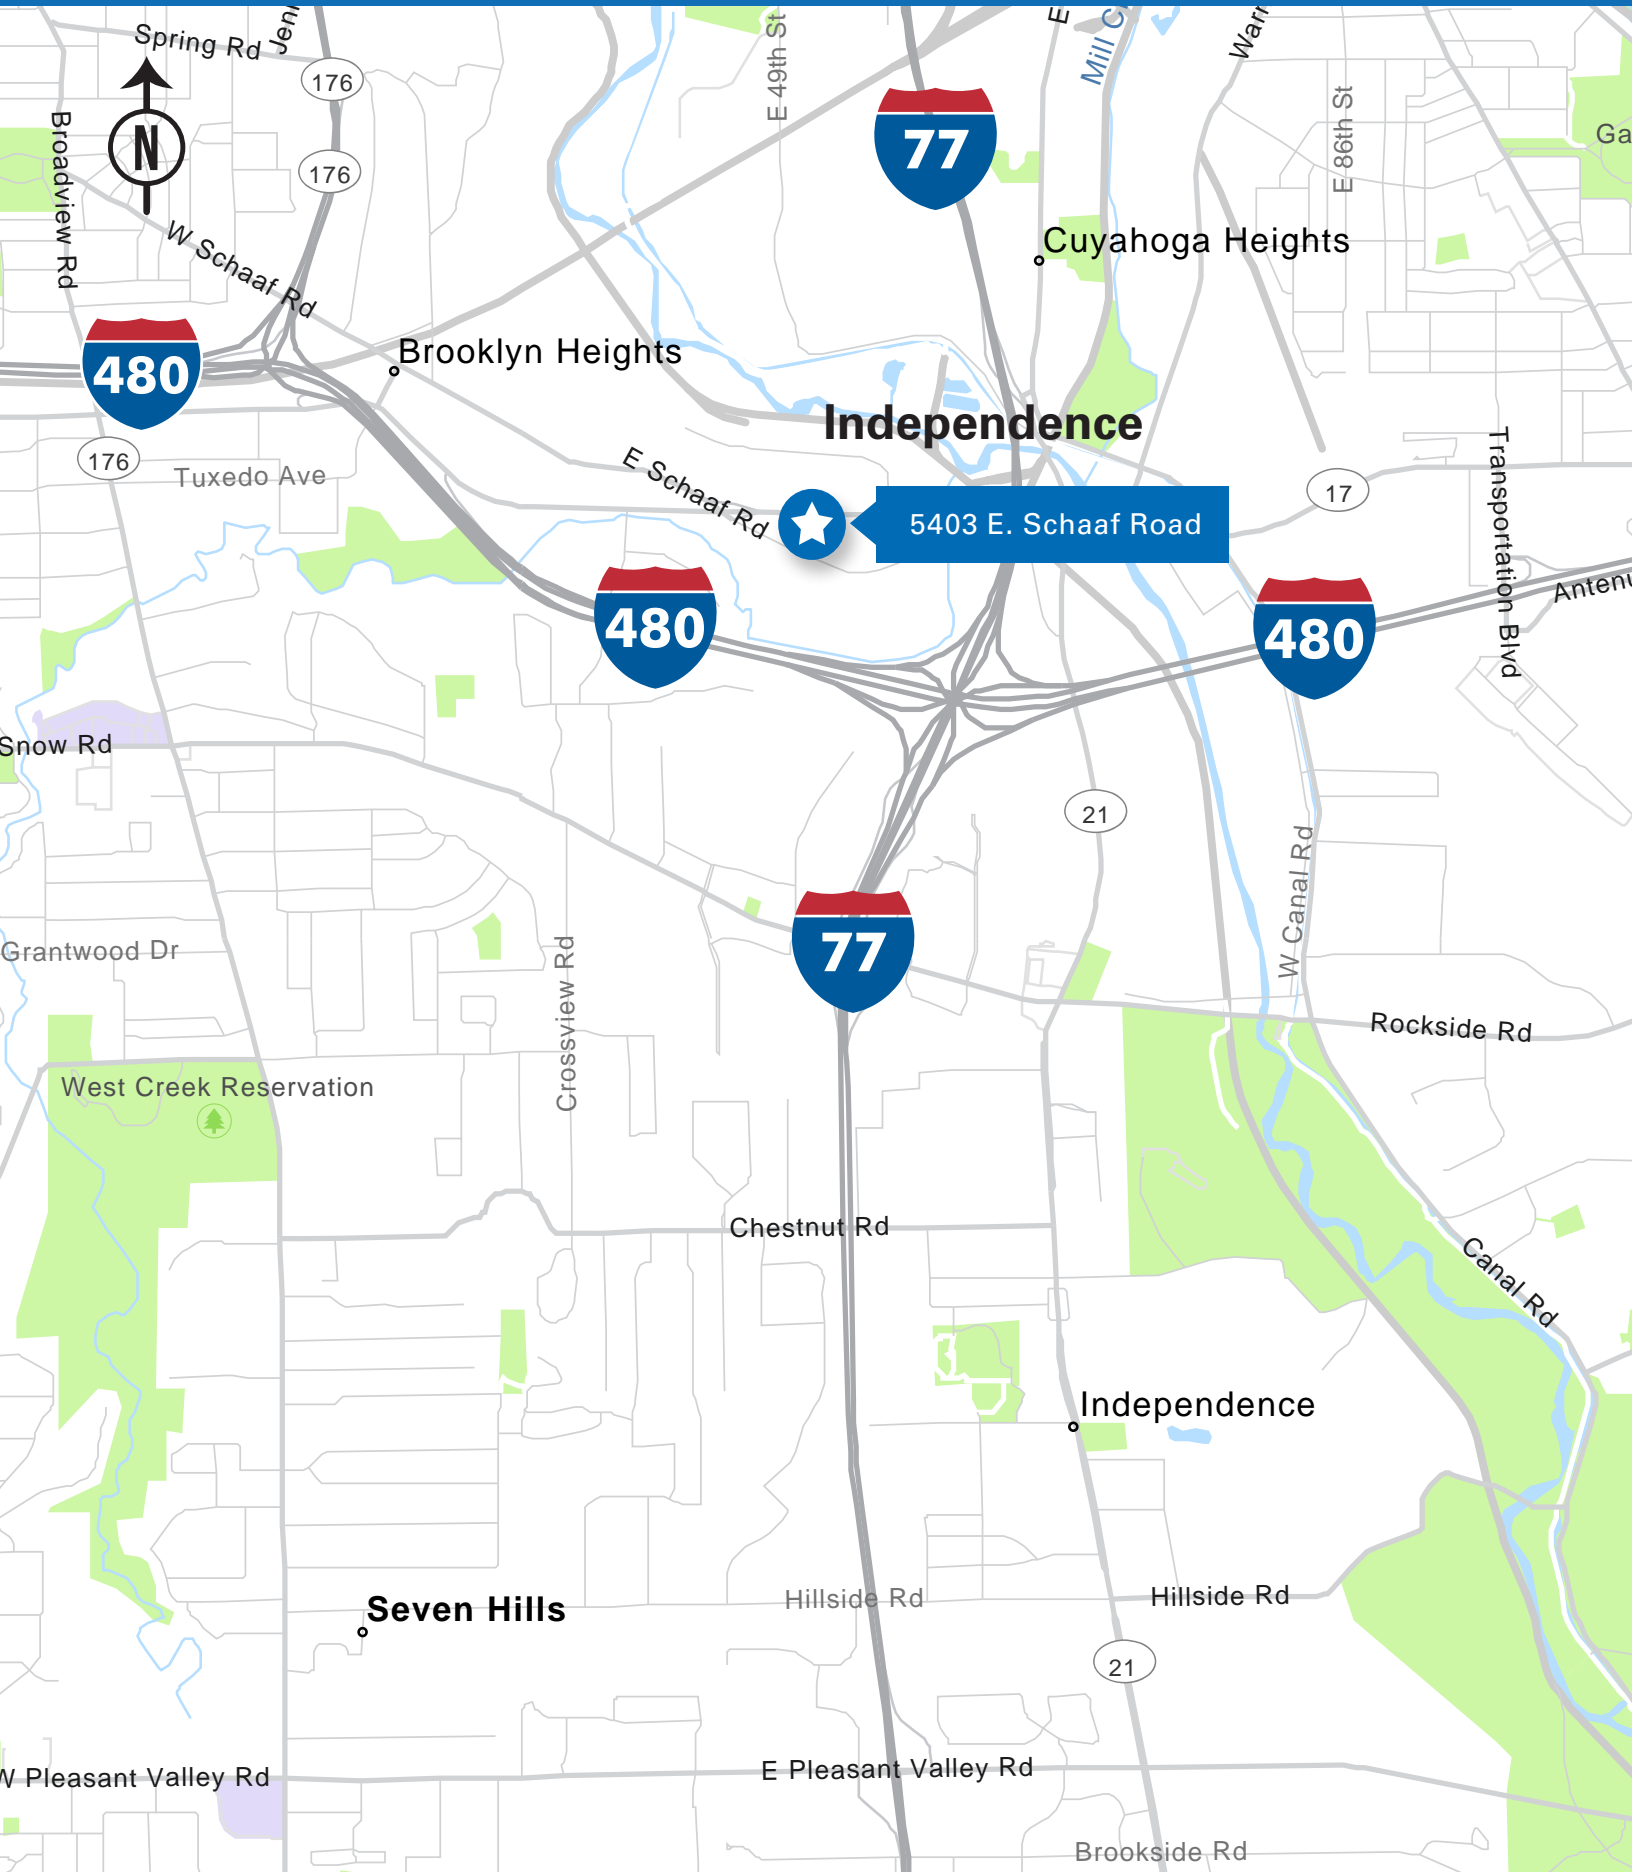 Spring Rd
176
E 49th St
77
E 86th St
N
Broadview Rd
176
W Schaaf Rd
Cuyahoga Heights
480
Brooklyn Heights
Independence
176
Tuxedo Ave
E Schaaf Rd
17
Transportation Blvd
5403 E. Schaaf Road
480
480
Snow Rd
21
W Canal Rd
77
Grantwood Dr
Crossview Rd
Rockside Rd
West Creek Reservation
Chestnut Rd
Canal Rd
Independence
Seven Hills
Hillside Rd
Hillside Rd
21
W Pleasant Valley Rd
E Pleasant Valley Rd
Brookside Rd